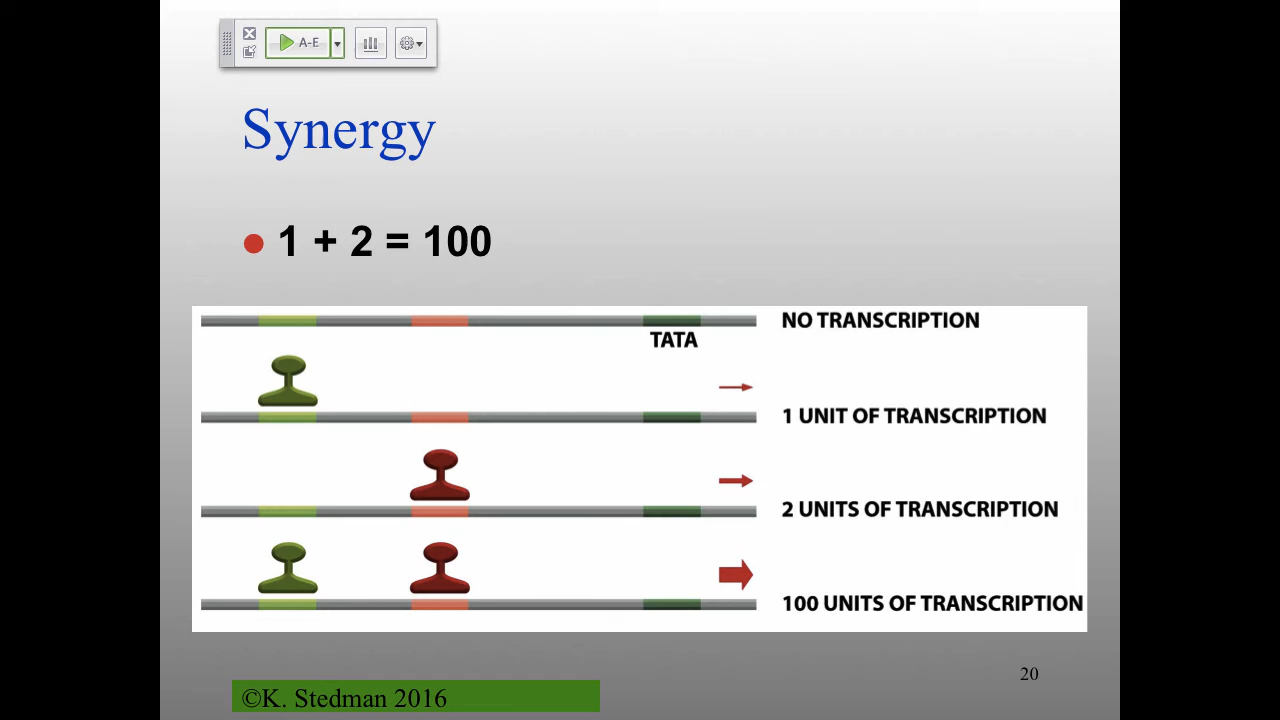 A-E
Synergy
1 + 2 = 100
NO TRANSCRIPTION
TATA
1 UNIT OF TRANSCRIPTION
2 UNITS OF TRANSCRIPTION
100 UNITS OF TRANSCRIPTION
20
©K. Stedman 2016